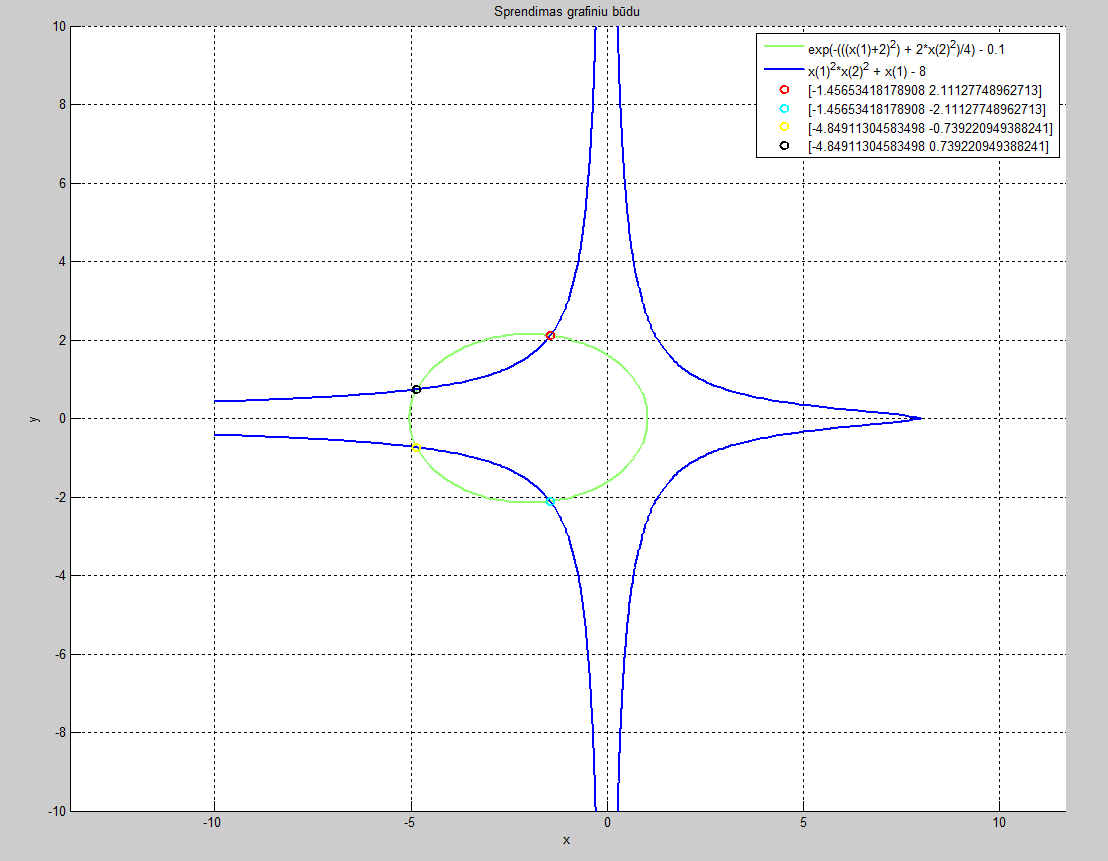 Sprendimas grafiniu būdu
exp(-(((x(1)+2)^2) + 2*x(2)^2)/4) - 0.1
x(1)^2*x(2)^2 + x(1) - 8
[-1.45653418178908 2.11127748962713]
[-1.45653418178908 -2.11127748962713]
[-4.84911304583498 -0.739220949388241]
[-4.84911304583498 0.739220949388241]
10
8
6
4
2
0
-2
-4
-6
-8
-10
y
-10 -5 0 5 10
x